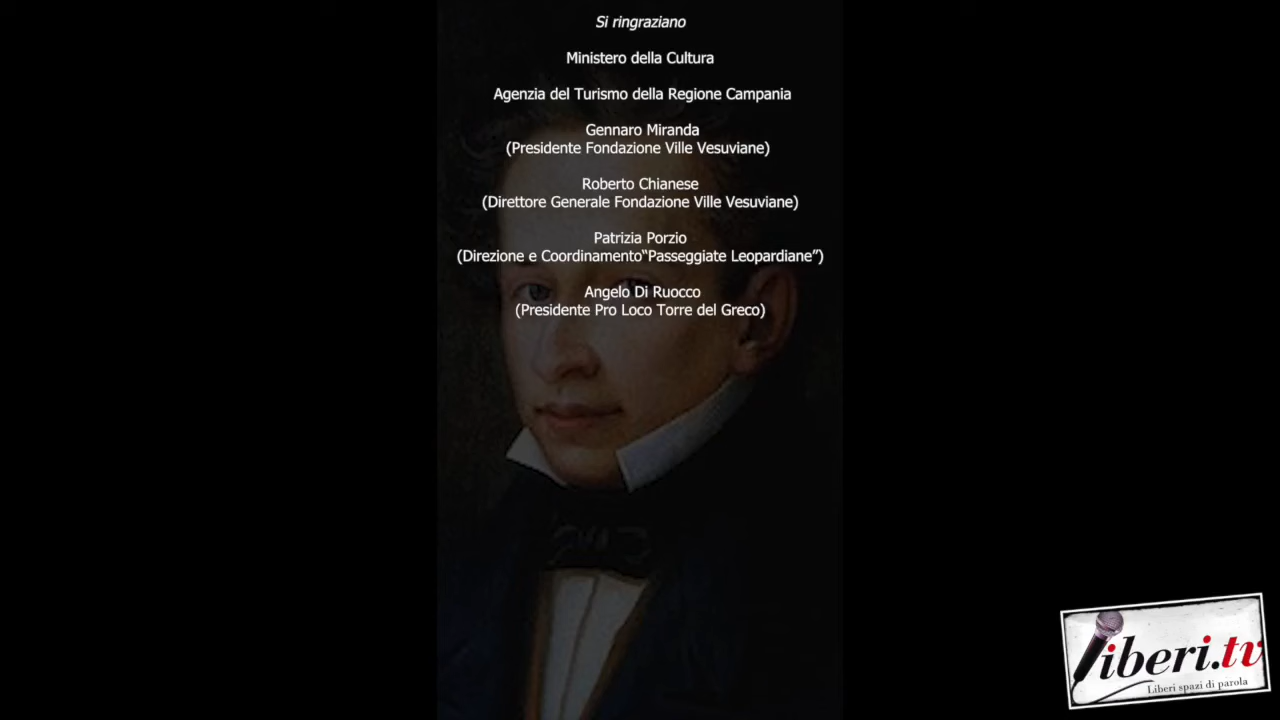 Si ringraziano
Ministero della Cultura
Agenzia del Turismo della Regione Campania
Gennaro Miranda
(Presidente Fondazione Ville Vesuviane)
Roberto Chianese
(Direttore Generale Fondazione Ville Vesuviane)
Patrizia Porzio
(Direzione e Coordinamento“Passeggiate Leopardiane”)
Angelo Di Ruocco
(Presidente Pro Loco Torre del Greco)
liberi.tv
Liberi spazi di parola